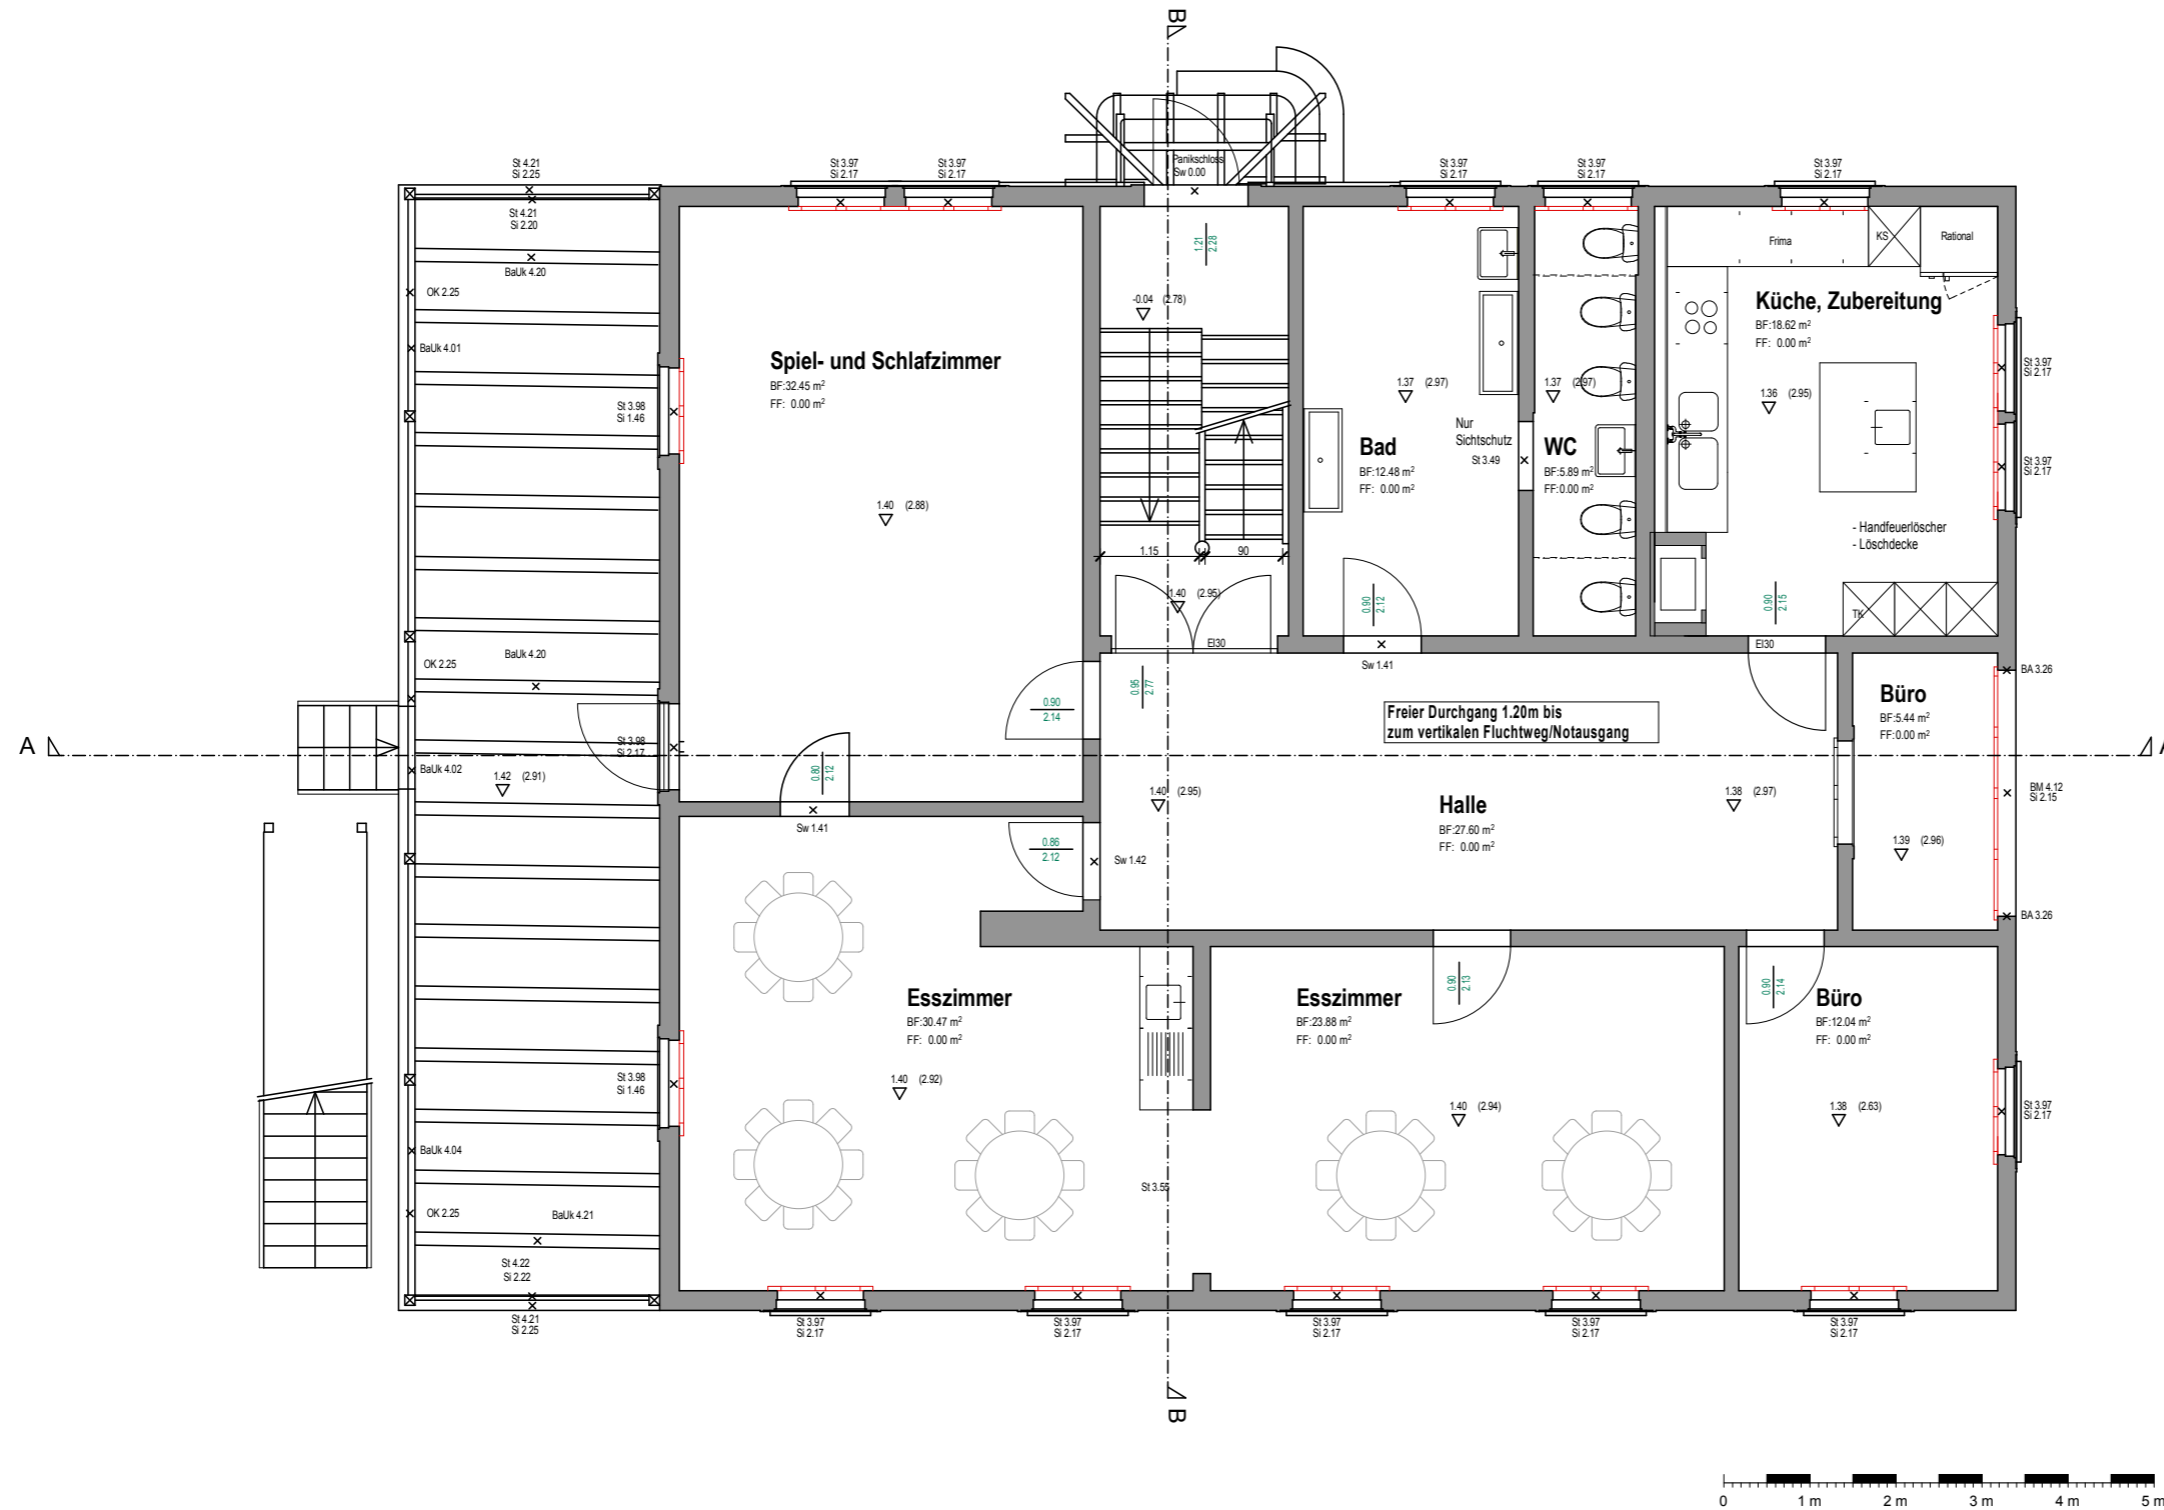 B
Panikschloss
Sw 0.00
St 4.21
Si 2.25
St 3.97
Si 2.17
St 3.97
Si 2.17
St 3.97
Si 2.17
St 3.97
Si 2.17
St 3.97
Si 2.17
St 4.21
Si 2.20
BaUk 4.20
OK 2.25
BaUk 4.01
1.21
2.28
-0.04 (2.78)
Frima
KS
Rational
Küche, Zubereitung
BF:18.62 m²
FF: 0.00 m²
Spiel- und Schlafzimmer
BF:32.45 m²
FF: 0.00 m²
St 3.97
Si 2.17
1.37 (2.97)
1.37 (2.97)
1.36 (2.95)
St 3.98
Si 1.46
Nur
Sichtschutz
St 3.49
Bad
BF:12.48 m²
FF: 0.00 m²
WC
BF:5.89 m²
FF:0.00 m²
St 3.97
Si 2.17
1.40 (2.88)
- Handfeuerlöscher
- Löschdecke
1.15
90
1.40 (2.95)
0.90
2.12
0.90
2.15
TK
EI30
EI30
Sw 1.41
OK 2.25
BaUk 4.20
0.95
2.77
0.90
2.14
BA 3.26
Büro
BF:5.44 m²
FF:0.00 m²
Freier Durchgang 1.20m bis
zum vertikalen Fluchtweg/Notausgang
A
A
St 3.98
Si 2.17
BaUk 4.02
1.42 (2.91)
0.80
2.12
1.40 (2.95)
Halle
BF:27.60 m²
FF: 0.00 m²
1.38 (2.97)
BM 4.12
Si 2.15
Sw 1.41
0.86
2.12
Sw 1.42
1.39 (2.96)
BA 3.26
Esszimmer
BF:30.47 m²
FF: 0.00 m²
Esszimmer
BF:23.88 m²
FF: 0.00 m²
0.90
2.13
0.90
2.14
Büro
BF:12.04 m²
FF: 0.00 m²
St 3.98
Si 1.46
1.40 (2.92)
1.40 (2.94)
1.38 (2.63)
St 3.97
Si 2.17
BaUk 4.04
St 3.55
OK 2.25
BaUk 4.21
St 4.22
Si 2.22
St 4.21
Si 2.25
St 3.97
Si 2.17
St 3.97
Si 2.17
St 3.97
Si 2.17
St 3.97
Si 2.17
St 3.97
Si 2.17
B
0 1 m 2 m 3 m 4 m 5 m